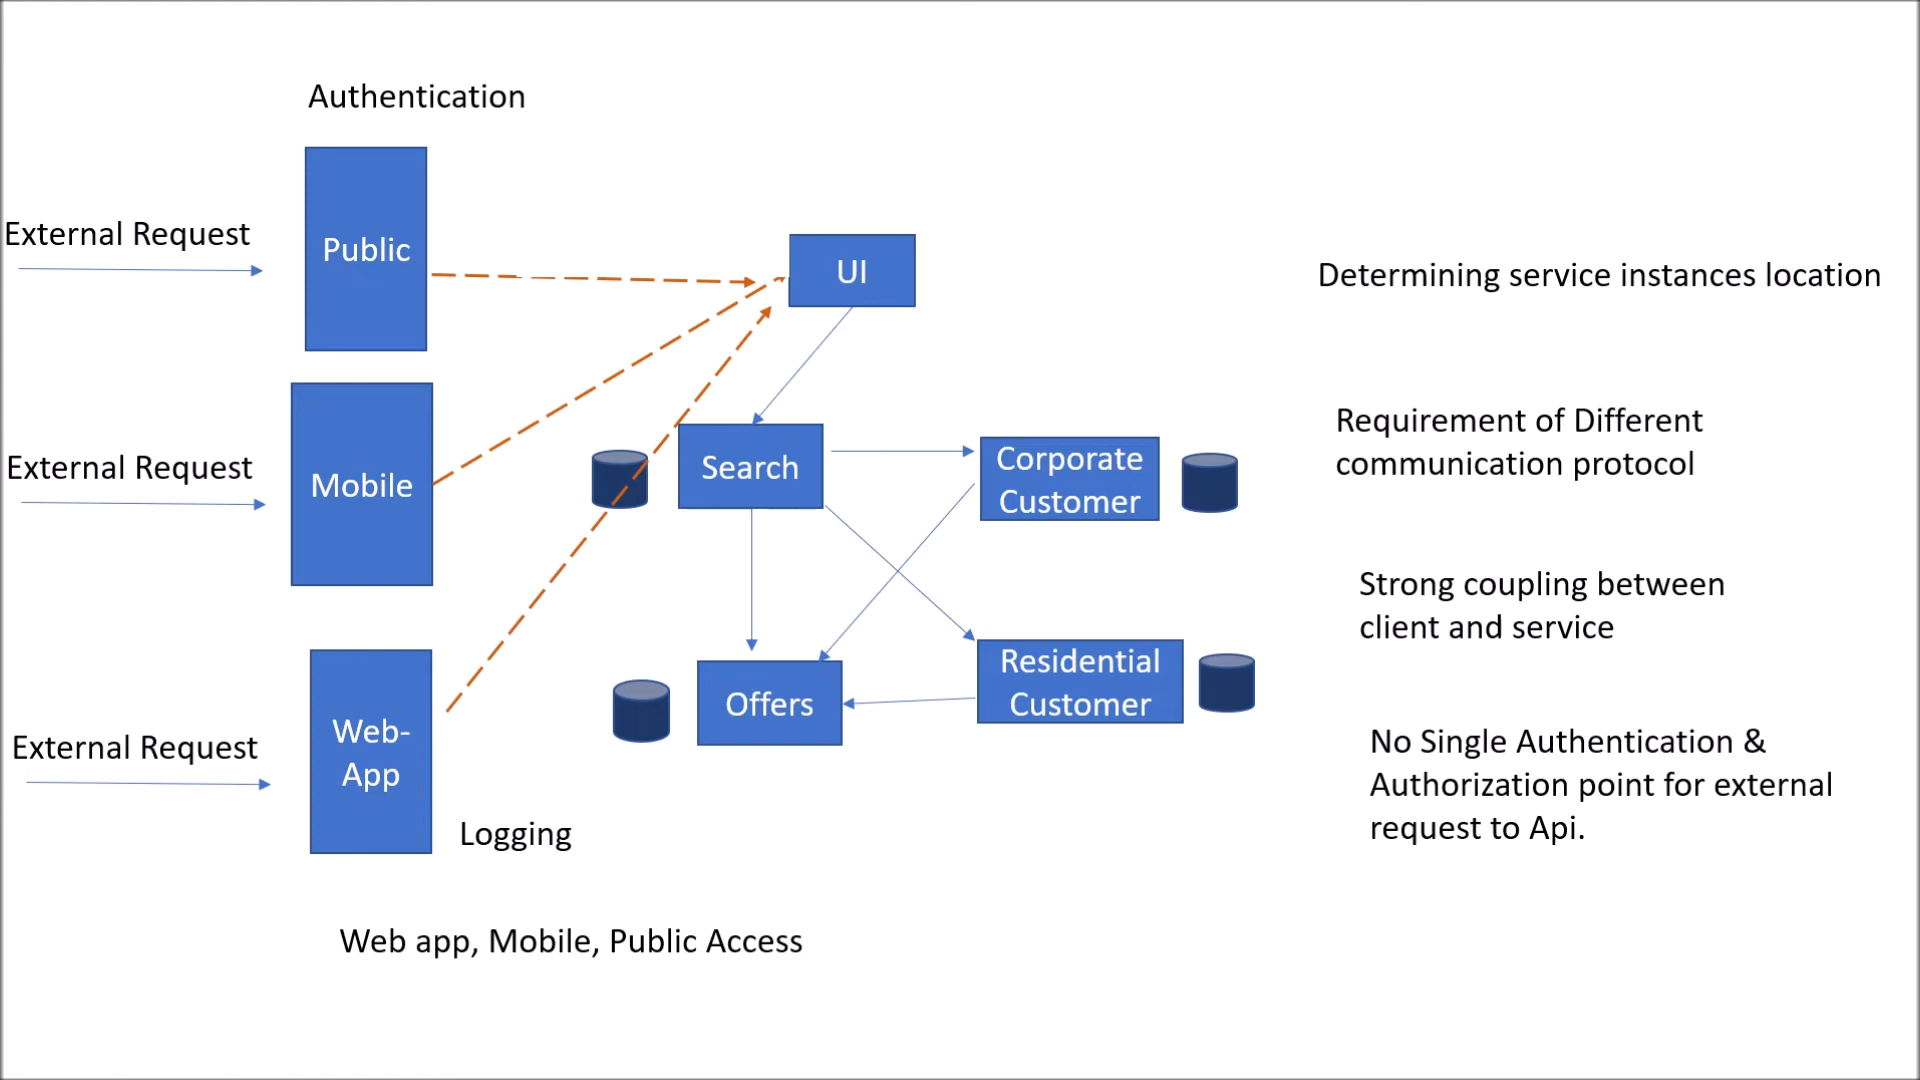 Authentication
External Request
Public
UI
Determining service instances location
External Request
Mobile
Search
Corporate
Customer
Requirement of Different
communication protocol
Strong coupling between
client and service
External Request
Web-
App
Logging
Offers
Residential
Customer
No Single Authentication &
Authorization point for external
request to Api.
Web app, Mobile, Public Access